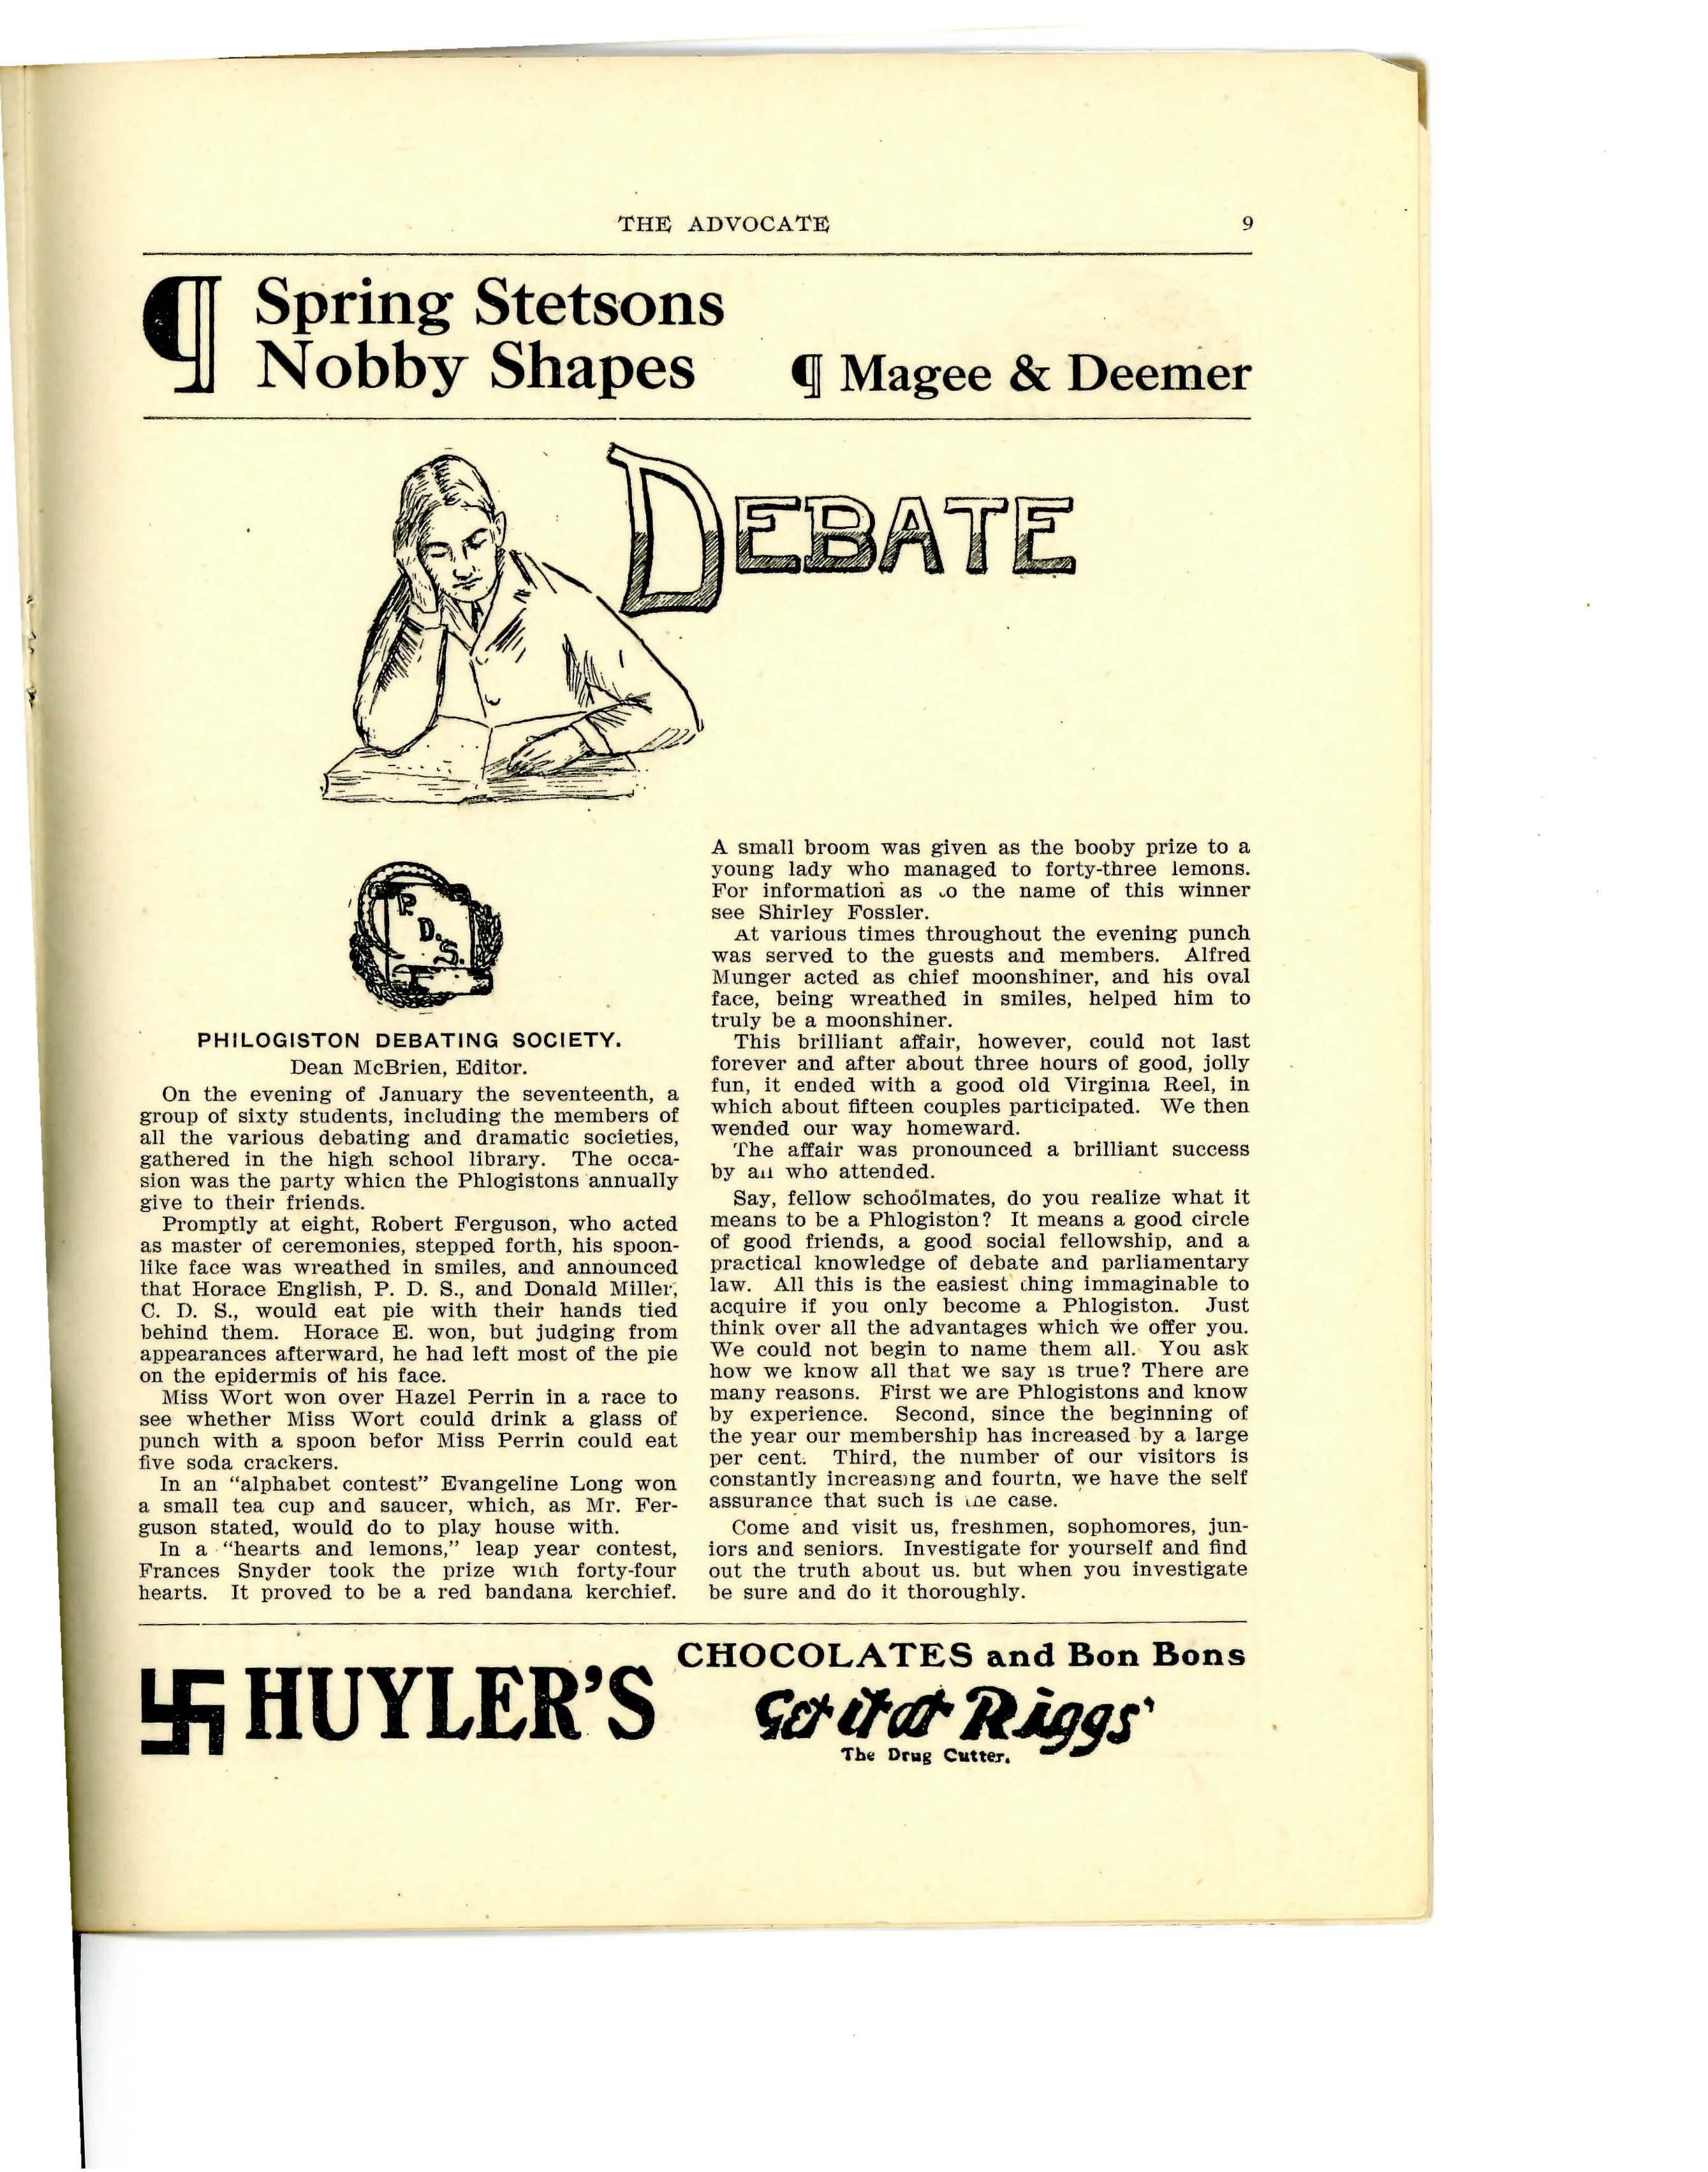 THE ADVOCATE
9
¶ Spring Stetsons
Nobby Shapes
¶ Magee & Deemer
DEBATE
P.
D.
S.
PHILOGISTON DEBATING SOCIETY.
Dean McBrien, Editor.
On the evening of January the seventeenth, a
group of sixty students, including the members of
all the various debating and dramatic societies,
gathered in the high school library. The occa-
sion was the party which the Phlogistons annually
give to their friends.
Promptly at eight, Robert Ferguson, who acted
as master of ceremonies, stepped forth, his spoon-
like face was wreathed in smiles, and announced
that Horace English, P. D. S., and Donald Miller,
C. D. S., would eat pie with their hands tied
behind them. Horace E. won, but judging from
appearances afterward, he had left most of the pie
on the epidermis of his face.
Miss Wort won over Hazel Perrin in a race to
see whether Miss Wort could drink a glass of
punch with a spoon befor Miss Perrin could eat
five soda crackers.
In an “alphabet contest” Evangeline Long won
a small tea cup and saucer, which, as Mr. Fer-
guson stated, would do to play house with.
In a “hearts and lemons,” leap year contest,
Frances Snyder took the prize with forty-four
hearts. It proved to be a red bandana kerchief.
A small broom was given as the booby prize to a
young lady who managed to forty-three lemons.
For information as to the name of this winner
see Shirley Fossler.
At various times throughout the evening punch
was served to the guests and members. Alfred
Munger acted as chief moonshiner, and his oval
face, being wreathed in smiles, helped him to
truly be a moonshiner.
This brilliant affair, however, could not last
forever and after about three hours of good, jolly
fun, it ended with a good old Virginia Reel, in
which about fifteen couples participated. We then
wended our way homeward.
The affair was pronounced a brilliant success
by all who attended.
Say, fellow schoolmates, do you realize what it
means to be a Phlogiston? It means a good circle
of good friends, a good social fellowship, and a
practical knowledge of debate and parliamentary
law. All this is the easiest thing immaginable to
acquire if you only become a Phlogiston. Just
think over all the advantages which we offer you.
We could not begin to name them all. You ask
how we know all that we say is true? There are
many reasons. First we are Phlogistons and know
by experience. Second, since the beginning of
the year our membership has increased by a large
per cent. Third, the number of our visitors is
constantly increasing and fourth, we have the self
assurance that such is the case.
Come and visit us, freshmen, sophomores, jun-
iors and seniors. Investigate for yourself and find
out the truth about us. but when you investigate
be sure and do it thoroughly.
HUYLER'S
CHOCOLATES and Bon Bons
Get it at Riggs'
The Drug Cutter.